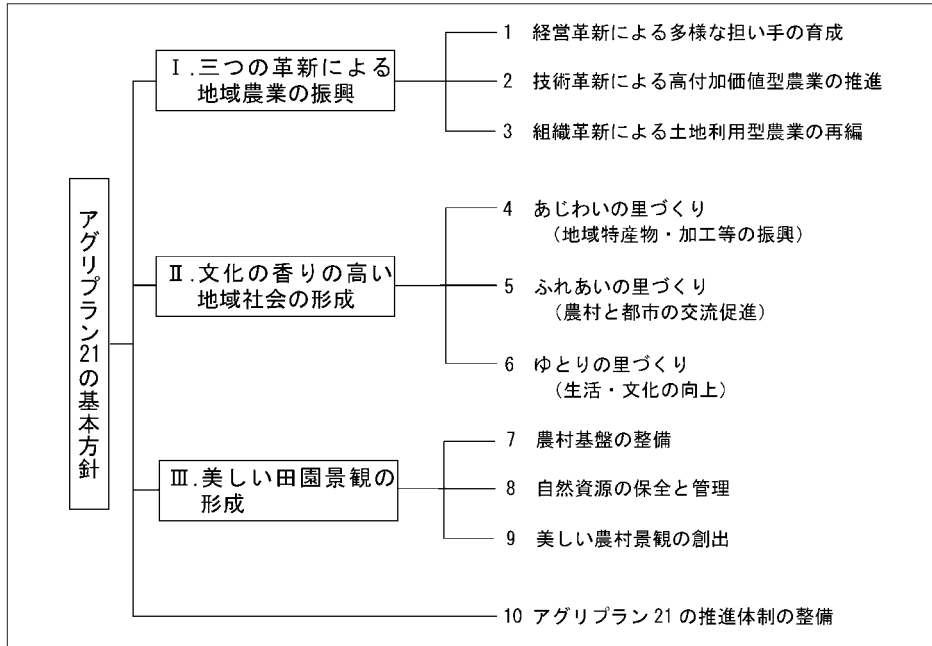 アグリプラン21の基本方針
Ⅰ.三つの革新による
地域農業の振興
1 経営革新による多様な担い手の育成
2 技術革新による高付加価値型農業の推進
3 組織革新による土地利用型農業の再編
Ⅱ.文化の香りの高い
地域社会の形成
4 あじわいの里づくり
(地域特産物・加工等の振興)
5 ふれあいの里づくり
(農村と都市の交流促進)
6 ゆとりの里づくり
(生活・文化の向上)
Ⅲ.美しい田園景観の
形成
7 農村基盤の整備
8 自然資源の保全と管理
9 美しい農村景観の創出
10 アグリプラン21の推進体制の整備